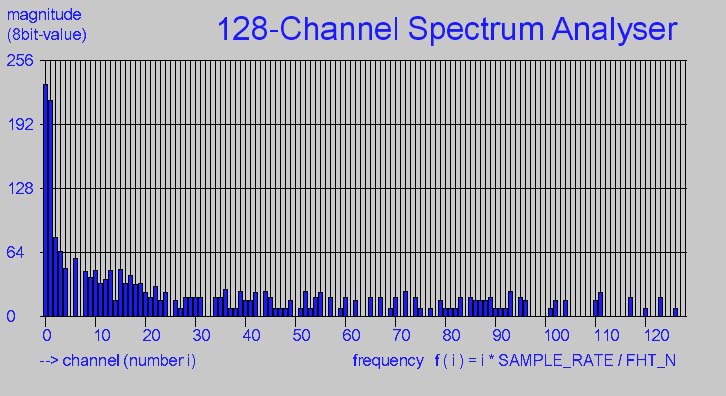 magnitude
(8bit-value)
128-Channel Spectrum Analyser
256
192
128
64
0
0 10 20 30 40 50 60 70 80 90 100 110 120
--> channel (number i)
frequency f ( i ) = i * SAMPLE_RATE / FHT_N